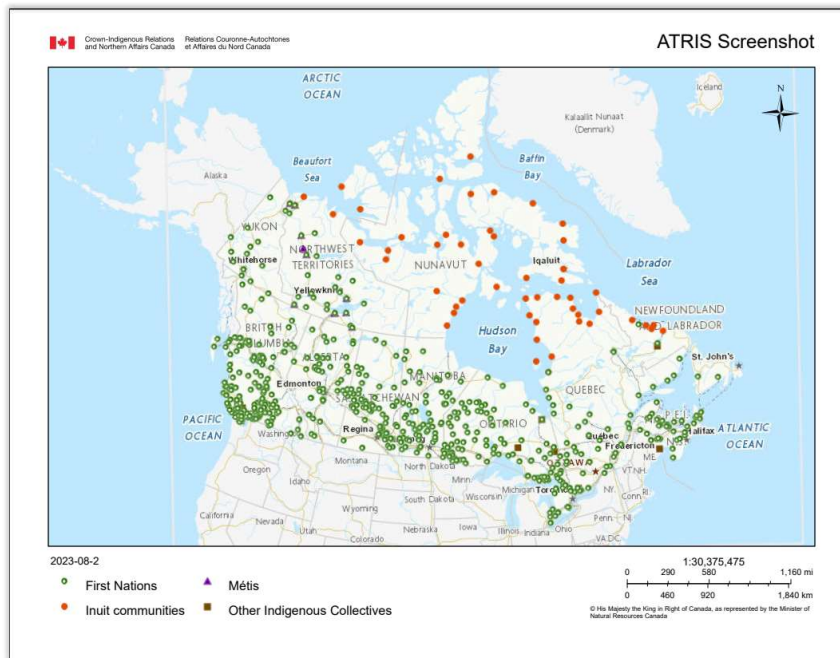 Crown-Indigenous Relations
and Northern Affairs Canada
Relations Couronne-Autochtones
et Affaires du Nord Canada
ATRIS Screenshot
ARCTIC
OCEAN
Iceland
N
Kalaallit Nunaat
(Denmark)
Beaufort
Sea
Baffin
Bay
Alaska
YUKON
Whitehorse
NORTHWEST
TERRITORIES
NUNAVUT
Iqaluit
Labrador
Sea
NEWFOUNDLAND
LABRADOR
BRITISH
Hudson
Bay
St. John's
ALBERTA
MANITOBA
Edmonton
QUEBEC
PACIFIC
OCEAN
Regina
ONTARIO
Québec
Fredericton
Halifax
ATLANTIC
OCEAN
ME.
Montana
North Dakota
Minn.
OTTAWA
VT.
NH.
Oregon
Idaho
South Dakota
Wisconsin
Michigan
NY.
Conn.
RI.
Wyoming
California
Nevada
Utah
Colorado
Nebraska
Iowa
Illinois
Indiana
Ohio
Penn.
NJ
VA
DC
2023-08-2
1:30,375,475
0 290 580 1,160 mi
0 460 920 1,840 km
First Nations
Métis
Inuit communities
Other Indigenous Collectives
© His Majesty the King in Right of Canada, as represented by the Minister of
Natural Resources Canada